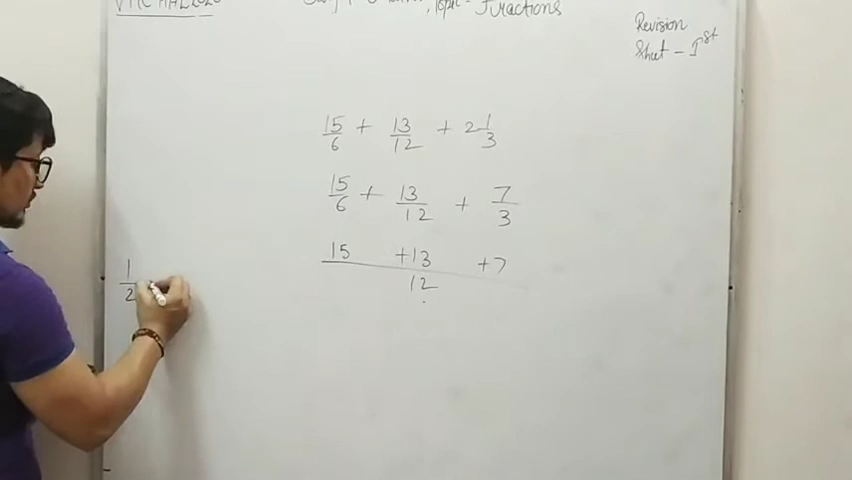 Topic - Fractions
Revision
Sheet - Ist
15/6 + 13/12 + 2 1/3
15/6 + 13/12 + 7/3
15 +13 +7
12
1/2